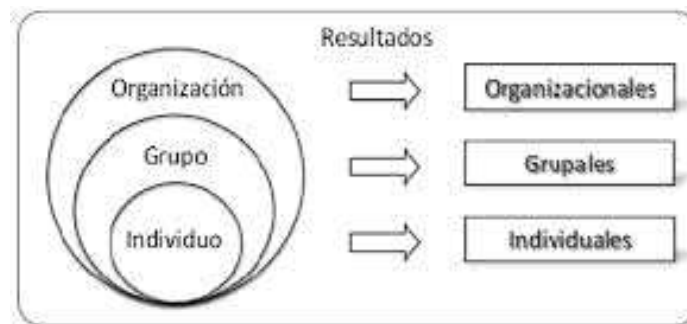 Resultados
Organización
Organizacionales
Grupo
Grupales
Individuo
Individuales